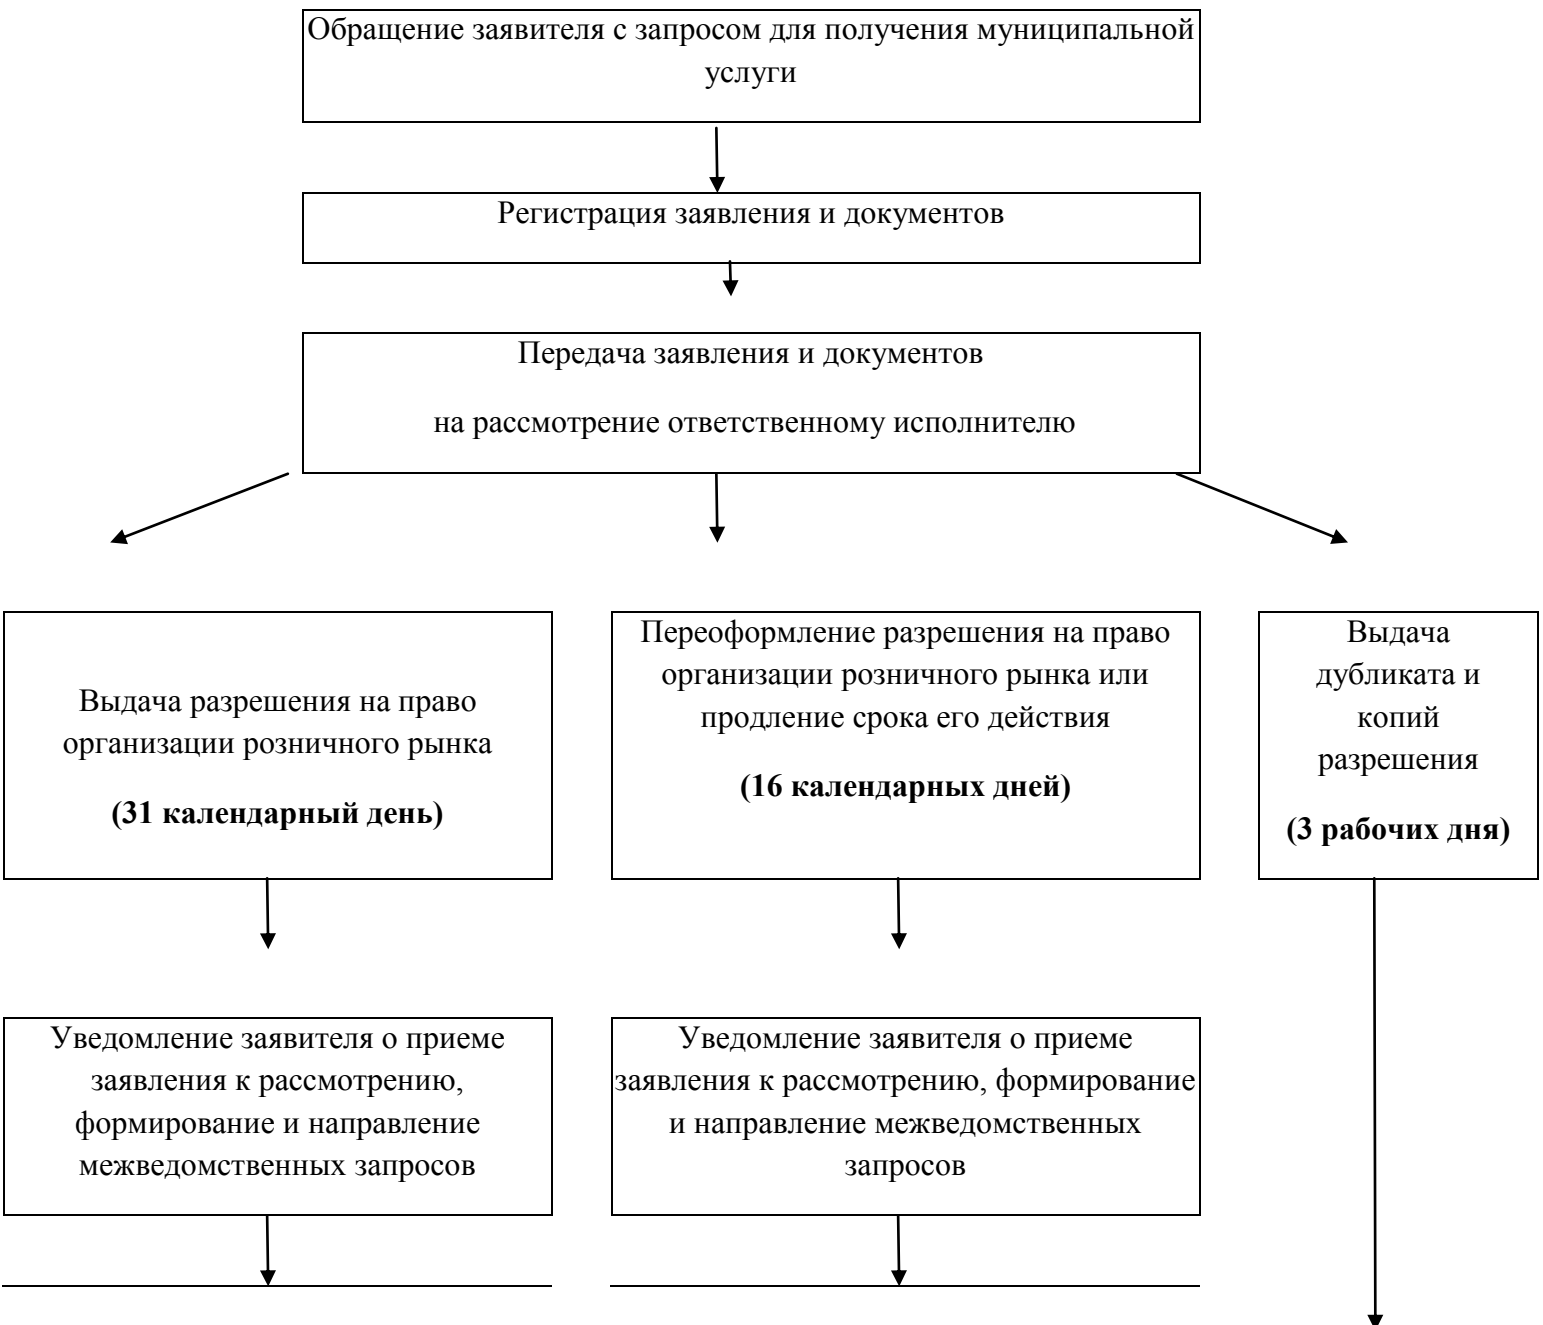 Обращение заявителя с запросом для получения муниципальной
услуги
Регистрация заявления и документов
Передача заявления и документов
на рассмотрение ответственному исполнителю
Выдача разрешения на право
организации розничного рынка
(31 календарный день)
Переоформление разрешения на право
организации розничного рынка или
продление срока его действия
(16 календарных дней)
Выдача
дубликата и
копий
разрешения
(3 рабочих дня)
Уведомление заявителя о приеме
заявления к рассмотрению,
формирование и направление
межведомственных запросов
Уведомление заявителя о приеме
заявления к рассмотрению, формирование
и направление межведомственных
запросов